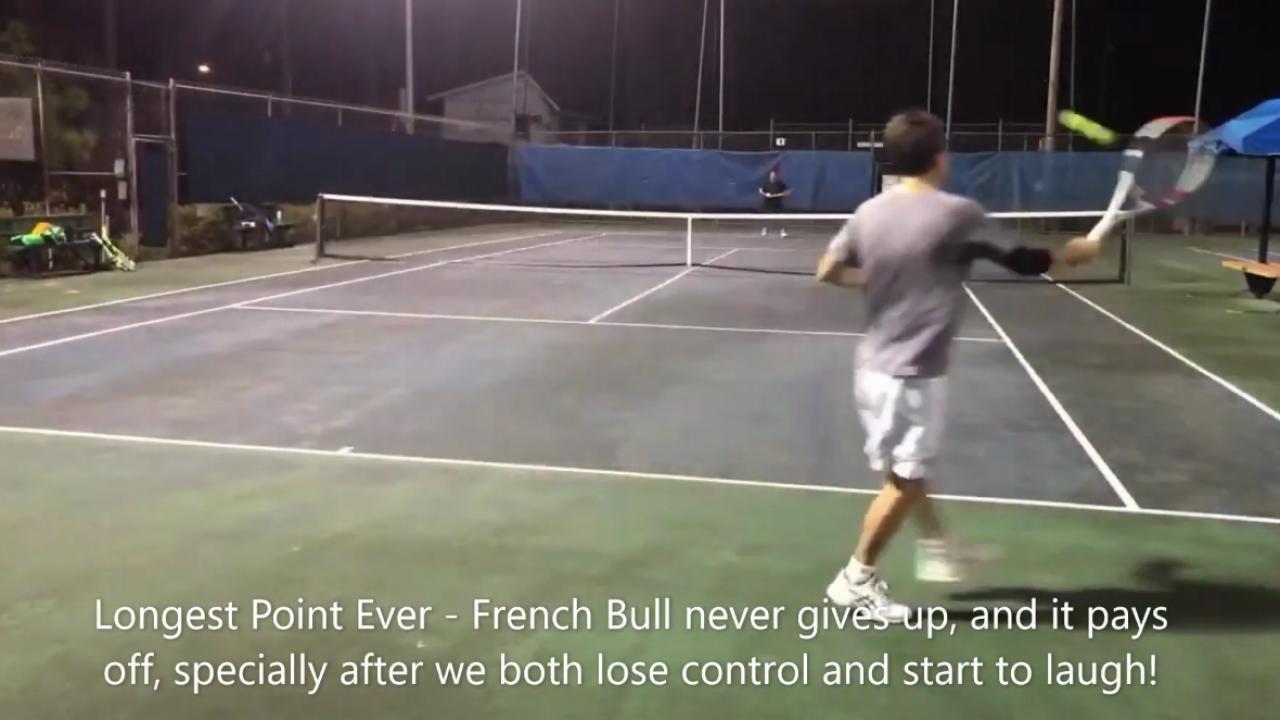 Longest Point Ever - French Bull never gives up, and it pays
off, specially after we both lose control and start to laugh!